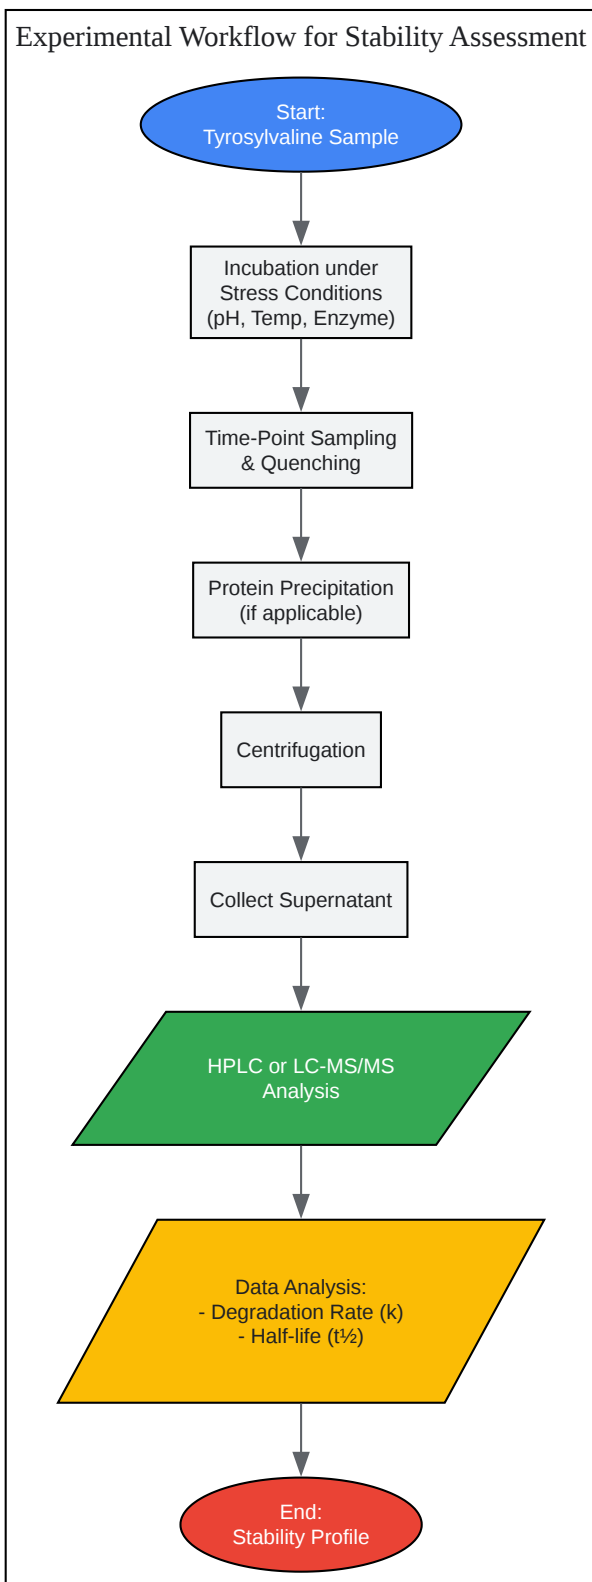 Experimental Workflow for Stability Assessment
Start:
Tyrosylvaline Sample
Incubation under
Stress Conditions
(pH, Temp, Enzyme)
Time-Point Sampling
& Quenching
Protein Precipitation
(if applicable)
Centrifugation
Collect Supernatant
HPLC or LC-MS/MS
Analysis
Data Analysis:
- Degradation Rate (k)
- Half-life (t½)
End:
Stability Profile